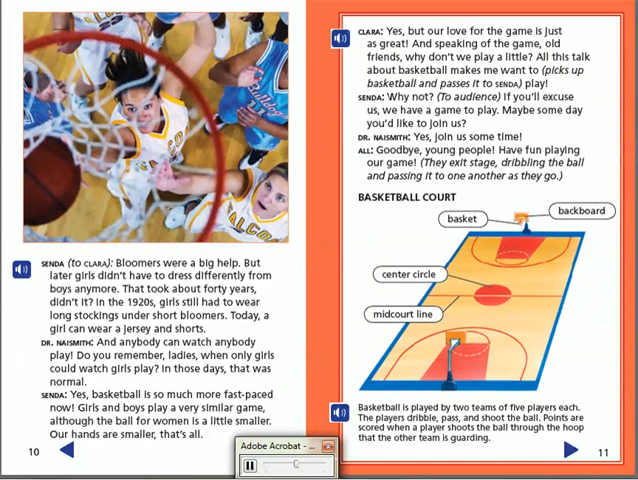 22
FALCONS
Bulldogs
11
FALCONS
SENDA (to CLARA): Bloomers were a big help. But
later girls didn't have to dress differently from
boys anymore. That took about forty years,
didn't it? In the 1920s, girls still had to wear
long stockings under short bloomers. Today, a
girl can wear a jersey and shorts.
DR. NAISMITH: And anybody can watch anybody
play! Do you remember, ladies, when only girls
could watch girls play? In those days, that was
normal.
SENDA: Yes, basketball is so much more fast-paced
now! Girls and boys play a very similar game,
although the ball for women is a little smaller.
Our hands are smaller, that's all.
10
CLARA: Yes, but our love for the game is just
as great! And speaking of the game, old
friends, why don't we play a little? All this talk
about basketball makes me want to (picks up
basketball and passes it to SENDA) play!
SENDA: Why not? (To audience) If you'll excuse
us, we have a game to play. Maybe some day
you'd like to join us?
DR. NAISMITH: Yes, join us some time!
ALL: Goodbye, young people! Have fun playing
our game! (They exit stage, dribbling the ball
and passing it to one another as they go.)
BASKETBALL COURT
basket
backboard
center circle
midcourt line
Basketball is played by two teams of five players each.
The players dribble, pass, and shoot the ball. Points are
scored when a player shoots the ball through the hoop
that the other team is guarding.
11
Adobe Acrobat - ...